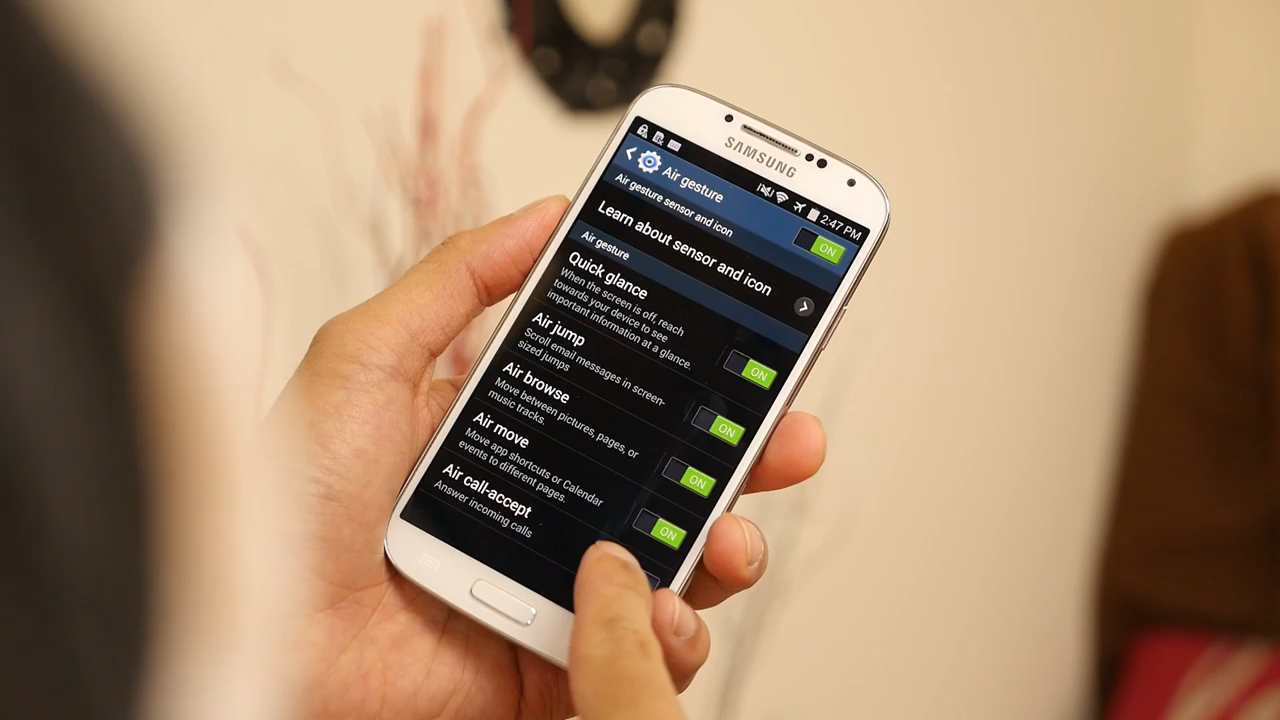 SAMSUNG
2:47 PM
Air gesture
Air gesture sensor and icon
ON
Learn about sensor and icon
Air gesture
Quick glance
When the screen is off, reach
towards your device to see
important information at a glance.
ON
Air jump
Scroll email messages in screen-
sized jumps
ON
Air browse
Move between pictures, pages, or
music tracks.
ON
Air move
Move app shortcuts or Calendar
events to different pages.
ON
Air call-accept
Answer incoming calls